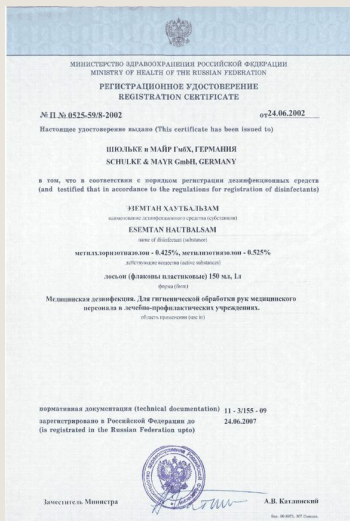 МИНИСТЕРСТВО ЗДРАВООХРАНЕНИЯ РОССИЙСКОЙ ФЕДЕРАЦИИ
MINISTRY OF HEALTH OF THE RUSSIAN FEDERATION
РЕГИСТРАЦИОННОЕ УДОСТОВЕРЕНИЕ
REGISTRATION CERTIFICATE
№ П № 0525-59/8-2002 от 24.06.2002
Настоящее удостоверение выдано (This certificate has been issued to)
ШЮЛЬКЕ и МАЙР ГмбХ, ГЕРМАНИЯ
SCHULKE & MAYR GmbH, GERMANY
в том, что в соответствии с порядком регистрации дезинфекционных средств
(and testified that in accordance to the regulations for registration of disinfectants)
ЭЗЕМТАН ХАУТБАЛЬЗАМ
наименование дезинфекционного средства (субстанции)
ESEMTAN HAUTBALSAM
name of disinfectant (substance)
метилхлоризотиазолон - 0.425%, метилизотиазолон - 0.525%
действующие вещества (active substance)
лосьон (флаконы пластиковые) 150 мл, 1л
форма (form)
Медицинская дезинфекция. Для гигиенической обработки рук медицинского
персонала в лечебно-профилактических учреждениях.
область применения (use in)
нормативная документация (technical documentation) 11 - 3/155 - 09
зарегистрировано в Российской Федерации до 24.06.2007
(is registrated in the Russian Federation upto)
Заместитель Министра А.В. Катлинский